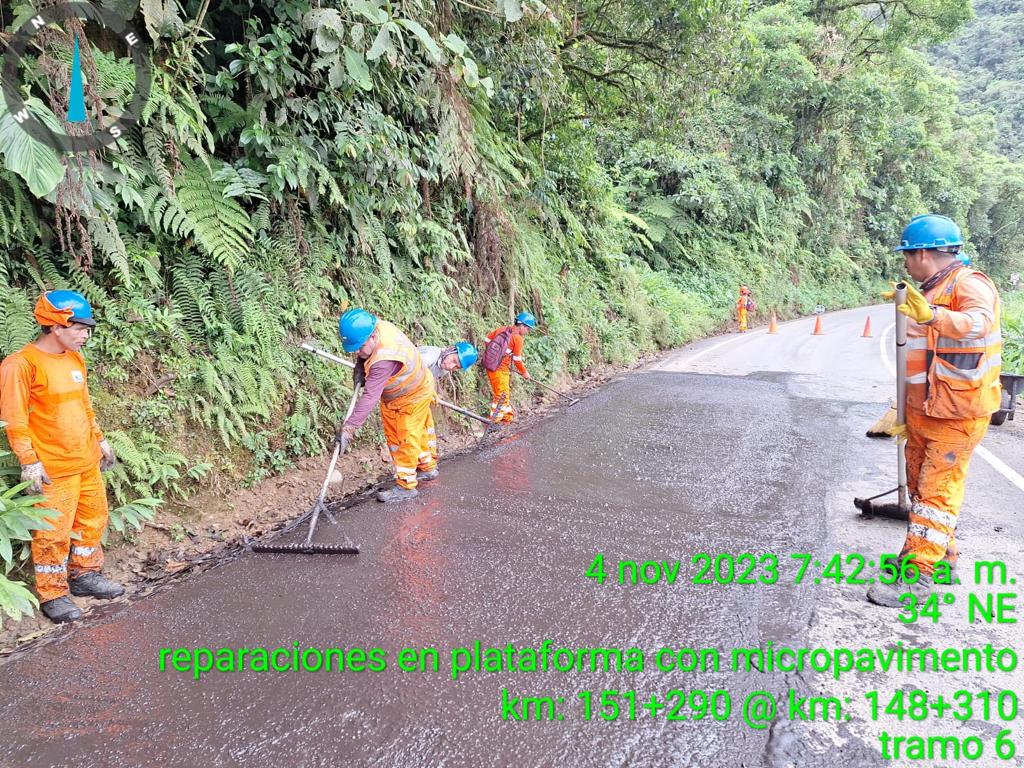 N
E
W
S
4 nov 2023 7:42:56 a. m.
34° NE
reparaciones en plataforma con micropavimento
km: 151+290 @ km: 148+310
tramo 6